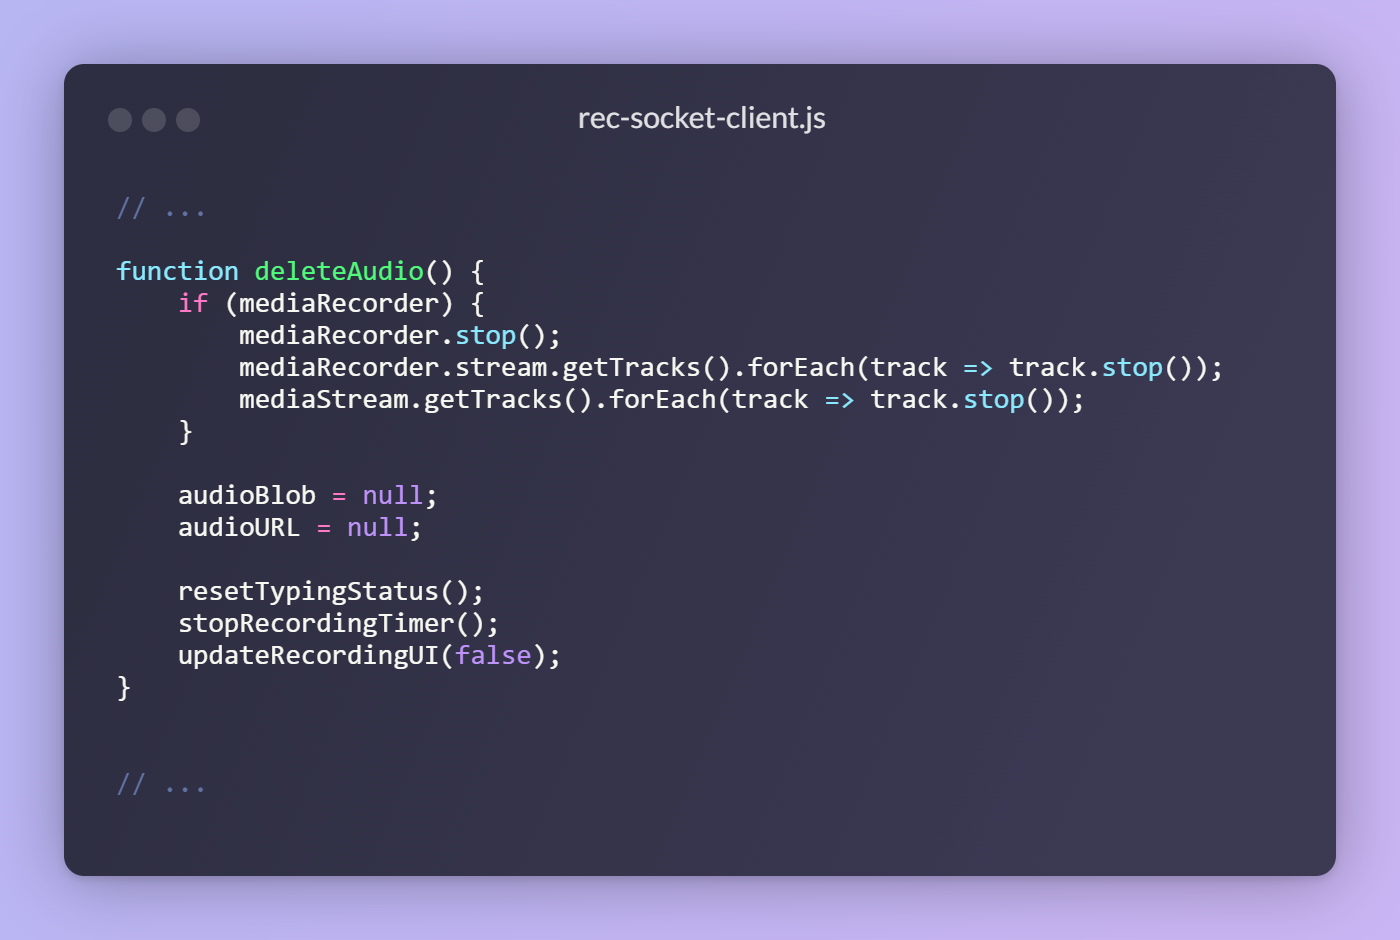 rec-socket-client.js
// ...
function deleteAudio() {
    if (mediaRecorder) {
        mediaRecorder.stop();
        mediaRecorder.stream.getTracks().forEach(track => track.stop());
        mediaStream.getTracks().forEach(track => track.stop());
    }
    audioBlob = null;
    audioURL = null;
    resetTypingStatus();
    stopRecordingTimer();
    updateRecordingUI(false);
}
// ...